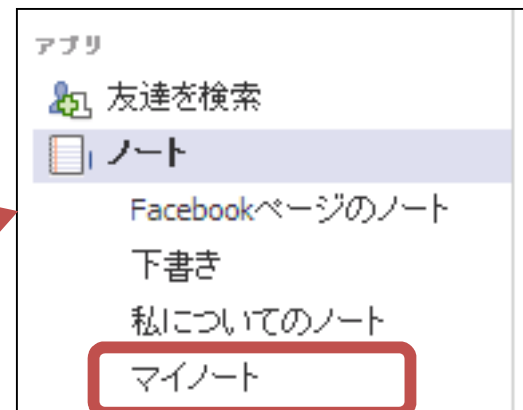 アプリ
友達を検索
ノート
Facebookページのノート
下書き
私についてのノート
マイノート